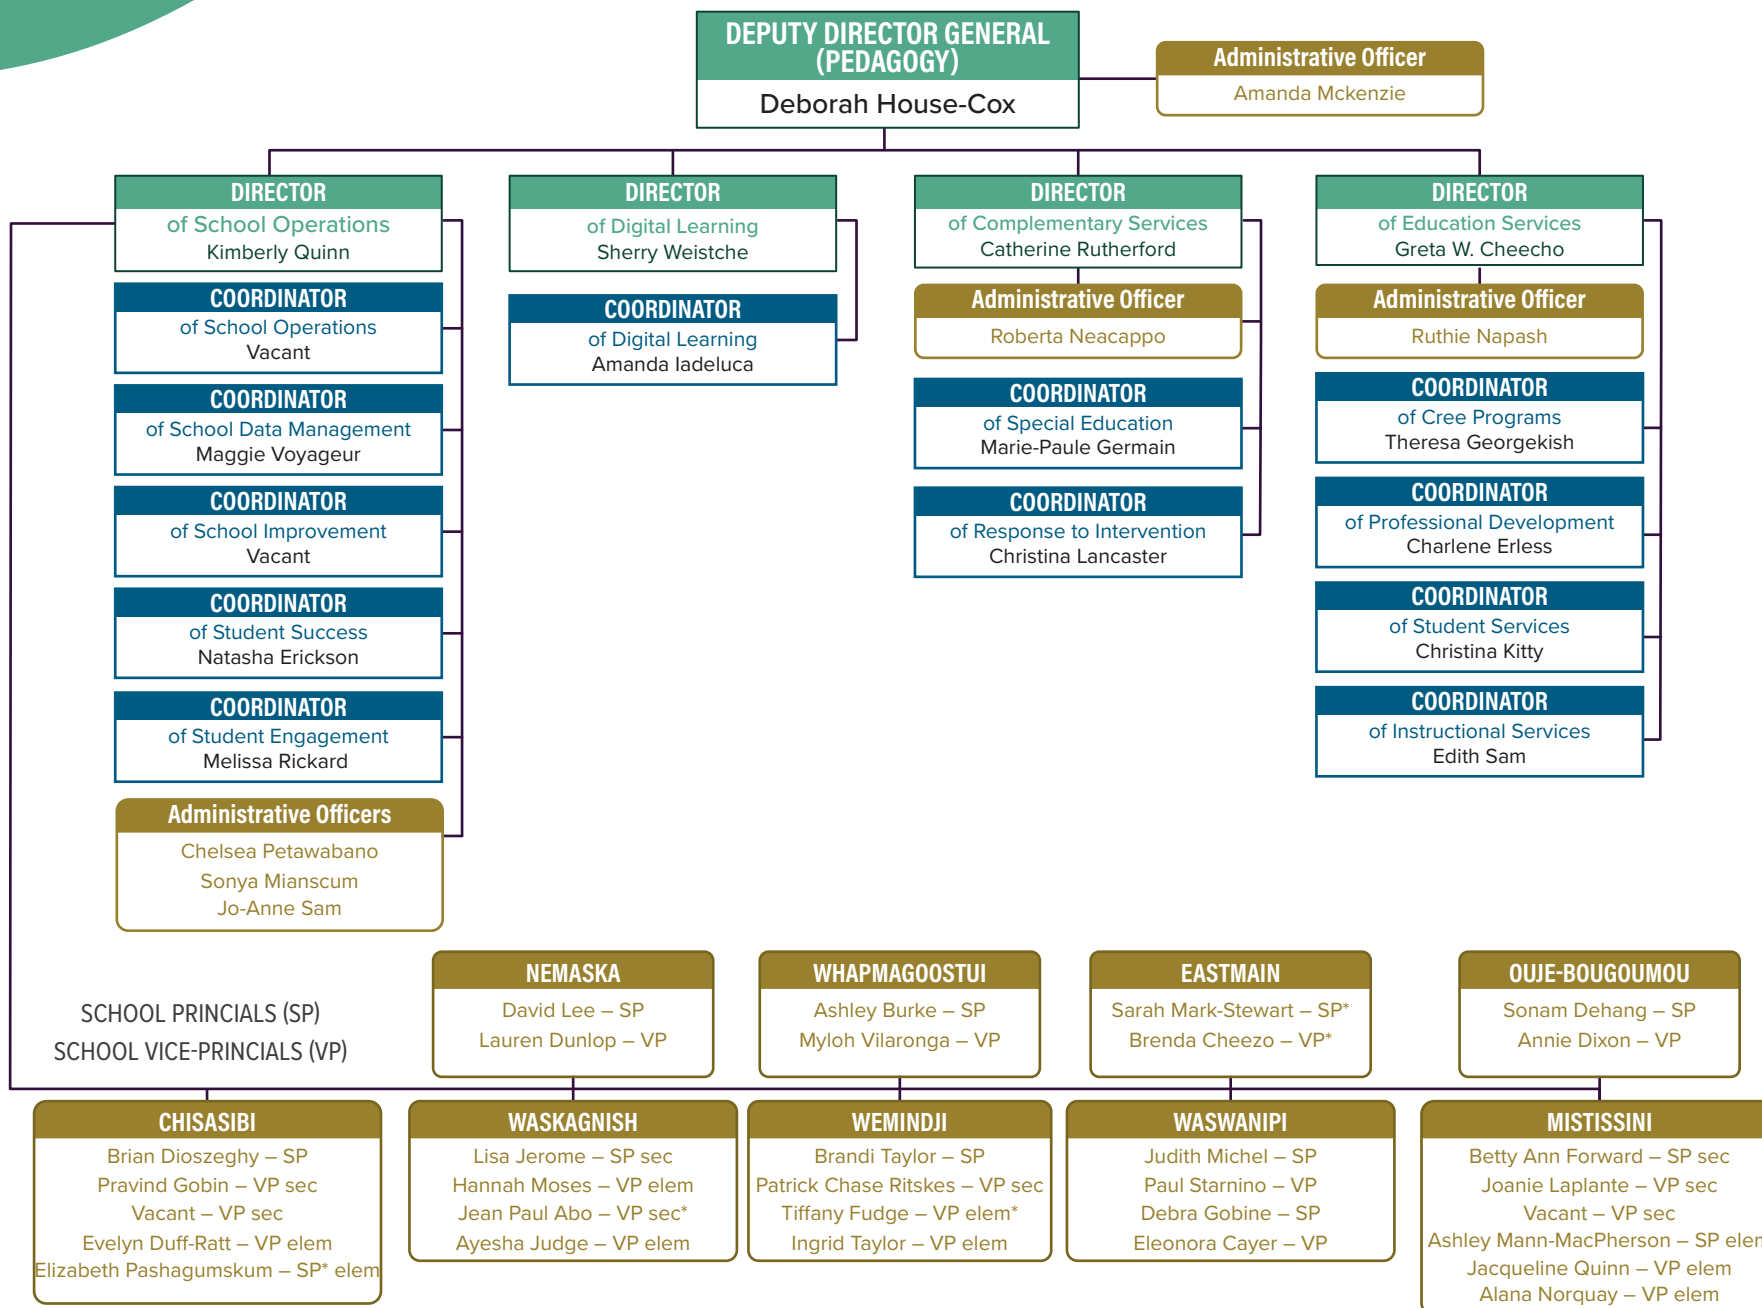 DEPUTY DIRECTOR GENERAL
(PEDAGOGY)
Deborah House-Cox
Administrative Officer
Amanda Mckenzie
DIRECTOR
of School Operations
Kimberly Quinn
COORDINATOR
of School Operations
Vacant
COORDINATOR
of School Data Management
Maggie Voyageur
COORDINATOR
of School Improvement
Vacant
COORDINATOR
of Student Success
Natasha Erickson
COORDINATOR
of Student Engagement
Melissa Rickard
Administrative Officers
Chelsea Petawabano
Sonya Mianscum
Jo-Anne Sam
DIRECTOR
of Digital Learning
Sherry Weistche
COORDINATOR
of Digital Learning
Amanda Iadeluca
DIRECTOR
of Complementary Services
Catherine Rutherford
Administrative Officer
Roberta Neacappo
COORDINATOR
of Special Education
Marie-Paule Germain
COORDINATOR
of Response to Intervention
Christina Lancaster
DIRECTOR
of Education Services
Greta W. Cheecho
Administrative Officer
Ruthie Napash
COORDINATOR
of Cree Programs
Theresa Georgekish
COORDINATOR
of Professional Development
Charlene Erless
COORDINATOR
of Student Services
Christina Kitty
COORDINATOR
of Instructional Services
Edith Sam
SCHOOL PRINCIALS (SP)
SCHOOL VICE-PRINCIALS (VP)
NEMASKA
David Lee – SP
Lauren Dunlop – VP
WHAPMAGOOSTUI
Ashley Burke – SP
Myloh Vilaronga – VP
EASTMAIN
Sarah Mark-Stewart – SP*
Brenda Cheezo – VP*
OUJE-BOUGOUMOU
Sonam Dehang – SP
Annie Dixon – VP
CHISASIBI
Brian Dioszeghy – SP
Pravind Gobin – VP sec
Vacant – VP sec
Evelyn Duff-Ratt – VP elem
Elizabeth Pashagumskum – SP* elem
WASKAGNISH
Lisa Jerome – SP sec
Hannah Moses – VP elem
Jean Paul Abo – VP sec*
Ayesha Judge – VP elem
WEMINDJI
Brandi Taylor – SP
Patrick Chase Ritskes – VP sec
Tiffany Fudge – VP elem*
Ingrid Taylor – VP elem
WASWANIPI
Judith Michel – SP
Paul Starnino – VP
Debra Gobine – SP
Eleonora Cayer – VP
MISTISSINI
Betty Ann Forward – SP sec
Joanie Laplante – VP sec
Vacant – VP sec
Ashley Mann-MacPherson – SP elem
Jacqueline Quinn – VP elem
Alana Norquay – VP elem